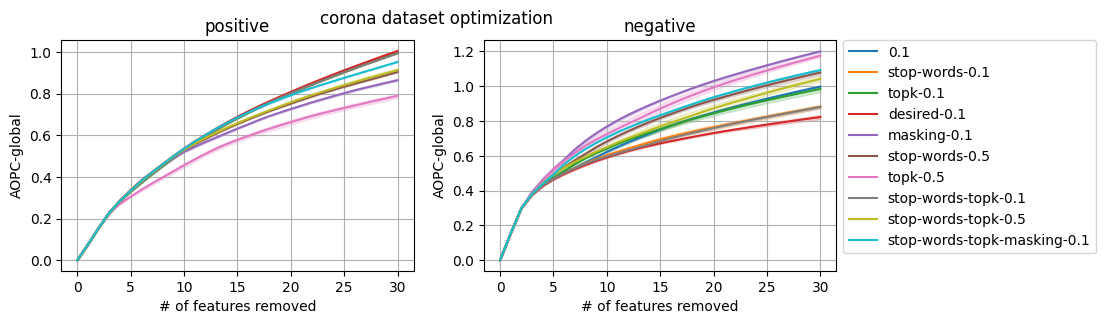 corona dataset optimization
positive
1.0
0.8
0.6
0.4
0.2
0.0
AOPC-global
0 5 10 15 20 25 30
# of features removed
negative
1.2
1.0
0.8
0.6
0.4
0.2
0.0
AOPC-global
0 5 10 15 20 25 30
# of features removed
0.1
stop-words-0.1
topk-0.1
desired-0.1
masking-0.1
stop-words-0.5
topk-0.5
stop-words-topk-0.1
stop-words-topk-0.5
stop-words-topk-masking-0.1